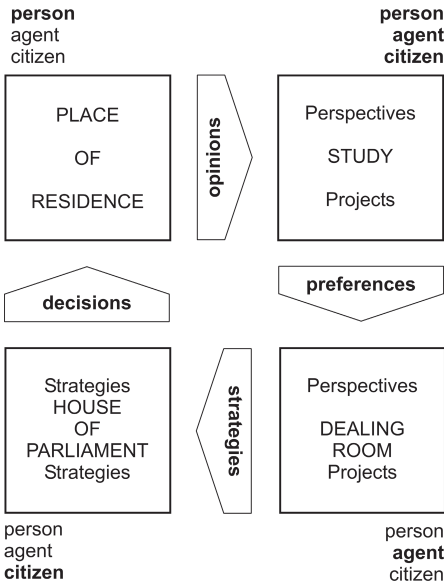 person
agent
citizen
person
agent
citizen
PLACE
OF
RESIDENCE
opinions
Perspectives
STUDY
Projects
decisions
preferences
Strategies
HOUSE
OF
PARLIAMENT
Strategies
strategies
Perspectives
DEALING
ROOM
Projects
person
agent
citizen
person
agent
citizen